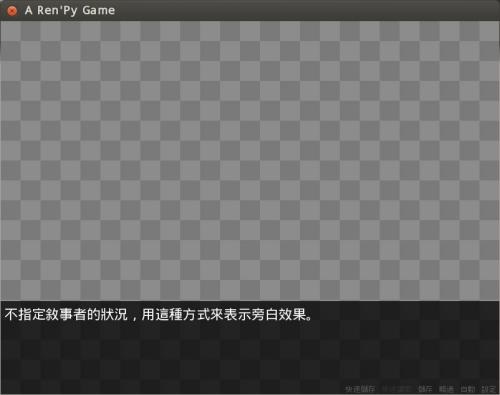 A Ren'Py Game
不指定敘事者的狀況，用這種方式來表示旁白效果。
快速儲存 快速讀取 儲存 略過 自動 設定